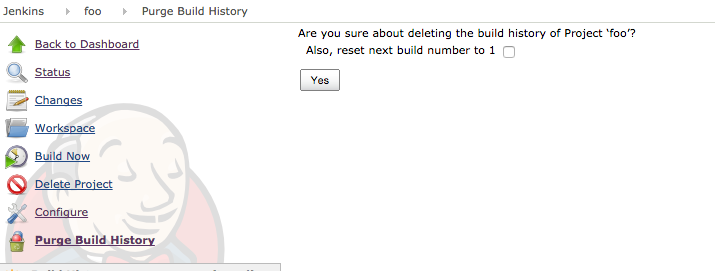 Jenkins foo Purge Build History
Are you sure about deleting the build history of Project ‘foo’?
Also, reset next build number to 1
Yes
Back to Dashboard
Status
Changes
Workspace
Build Now
Delete Project
Configure
Purge Build History